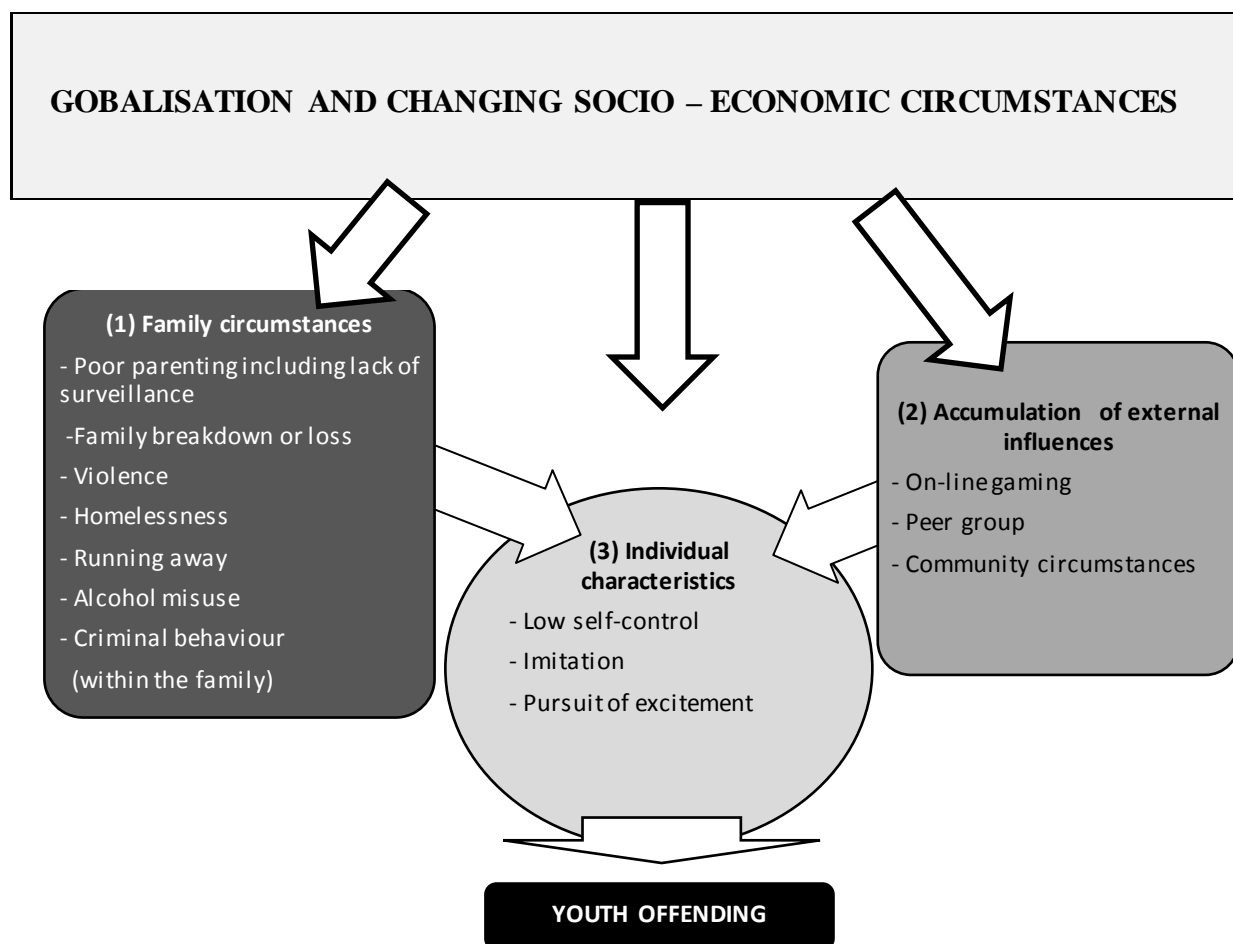 GOBALISATION AND CHANGING SOCIO – ECONOMIC CIRCUMSTANCES
(1) Family circumstances
- Poor parenting including lack of
surveillance
-Family breakdown or loss
- Violence
- Homelessness
- Running away
- Alcohol misuse
- Criminal behaviour
(within the family)
(2) Accumulation of external
influences
- On-line gaming
- Peer group
- Community circumstances
(3) Individual
characteristics
- Low self-control
- Imitation
- Pursuit of excitement
YOUTH OFFENDING